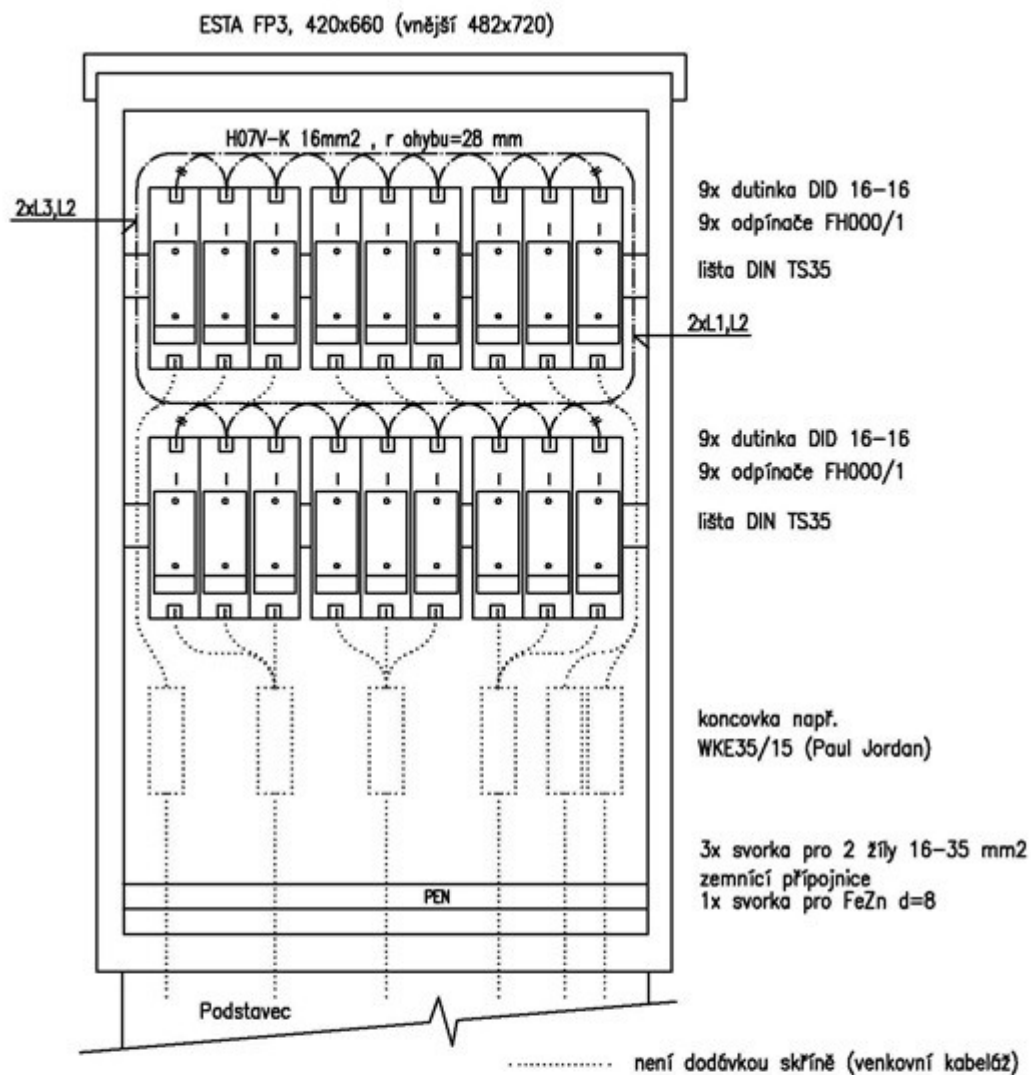 ESTA FP3, 420x660 (vnější 482x720)
H07V-K 16mm2 , r ohybu=28 mm
2xL3,L2
9x dutinka DID 16-16
9x odpínače FH000/1
lišta DIN TS35
2xL1,L2
9x dutinka DID 16-16
9x odpínače FH000/1
lišta DIN TS35
koncovka např.
WKE35/15 (Paul Jordan)
3x svorka pro 2 žíly 16-35 mm2
zemnící přípojnice
1x svorka pro FeZn d=8
PEN
Podstavec
není dodávkou skříně (venkovní kabeláž)